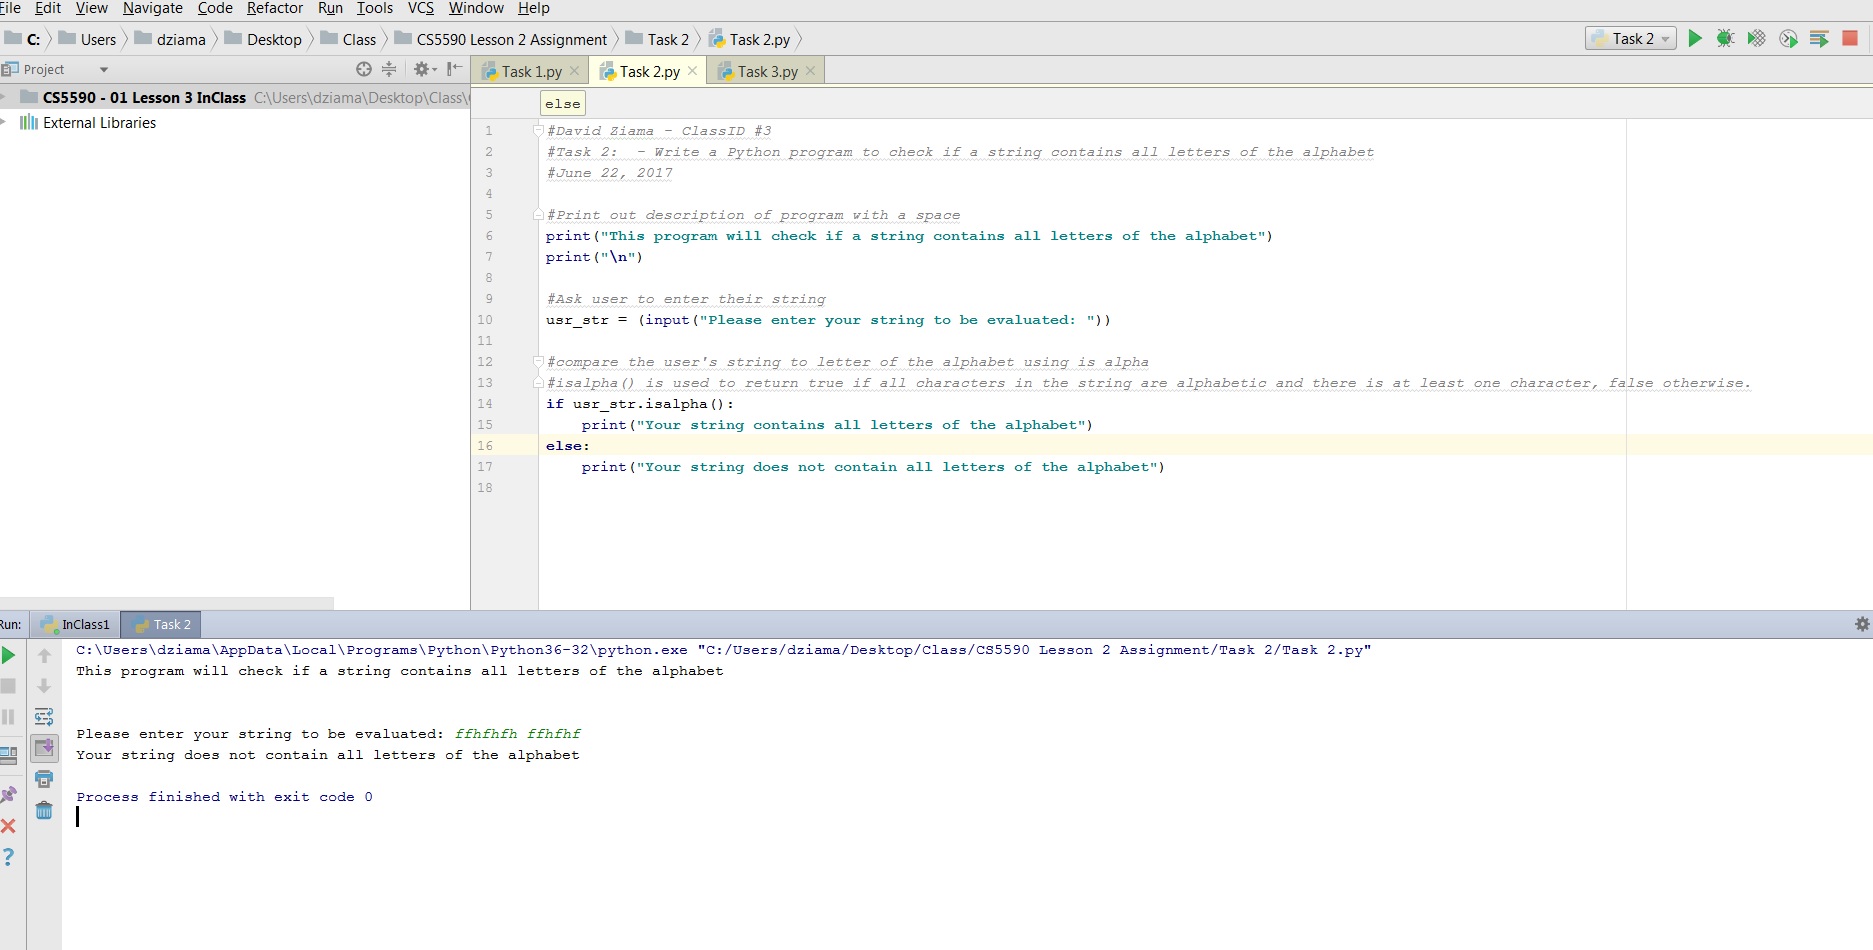 File Edit View Navigate Code Refactor Run Tools VCS Window Help
C: Users dziama Desktop Class CS5590 Lesson 2 Assignment Task 2 Task 2.py Task 2
Project Task 1.py Task 2.py Task 3.py
CS5590 - 01 Lesson 3 InClass C:\Users\dziama\Desktop\Class\
External Libraries
else
1 #David Ziama - ClassID #3
2 #Task 2:  - Write a Python program to check if a string contains all letters of the alphabet
3 #June 22, 2017
4
5 #Print out description of program with a space
6 print("This program will check if a string contains all letters of the alphabet")
7 print("\n")
8
9 #Ask user to enter their string
10 usr_str = (input("Please enter your string to be evaluated: "))
11
12 #compare the user's string to letter of the alphabet using is alpha
13 #isalpha() is used to return true if all characters in the string are alphabetic and there is at least one character, false otherwise.
14 if usr_str.isalpha():
15     print("Your string contains all letters of the alphabet")
16 else:
17     print("Your string does not contain all letters of the alphabet")
18
Run: InClass1 Task 2
C:\Users\dziama\AppData\Local\Programs\Python\Python36-32\python.exe "C:/Users/dziama/Desktop/Class/CS5590 Lesson 2 Assignment/Task 2/Task 2.py"
This program will check if a string contains all letters of the alphabet
Please enter your string to be evaluated: ffhfhfh ffhfhf
Your string does not contain all letters of the alphabet
Process finished with exit code 0